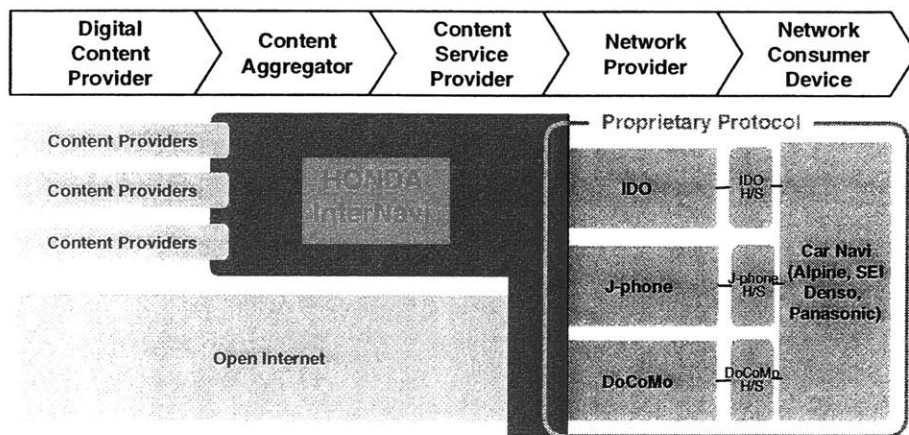 Digital
Content
Provider
Content
Aggregator
Content
Service
Provider
Network
Provider
Network
Consumer
Device
Proprietary Protocol
Content Providers
Content Providers
Content Providers
HONDA
InterNavi
Open Internet
IDO
IDO
H/S
J-phone
J-phone
H/S
DoCoMo
DoCoMo
H/S
Car Navi
(Alpine, SEI
Denso,
Panasonic)